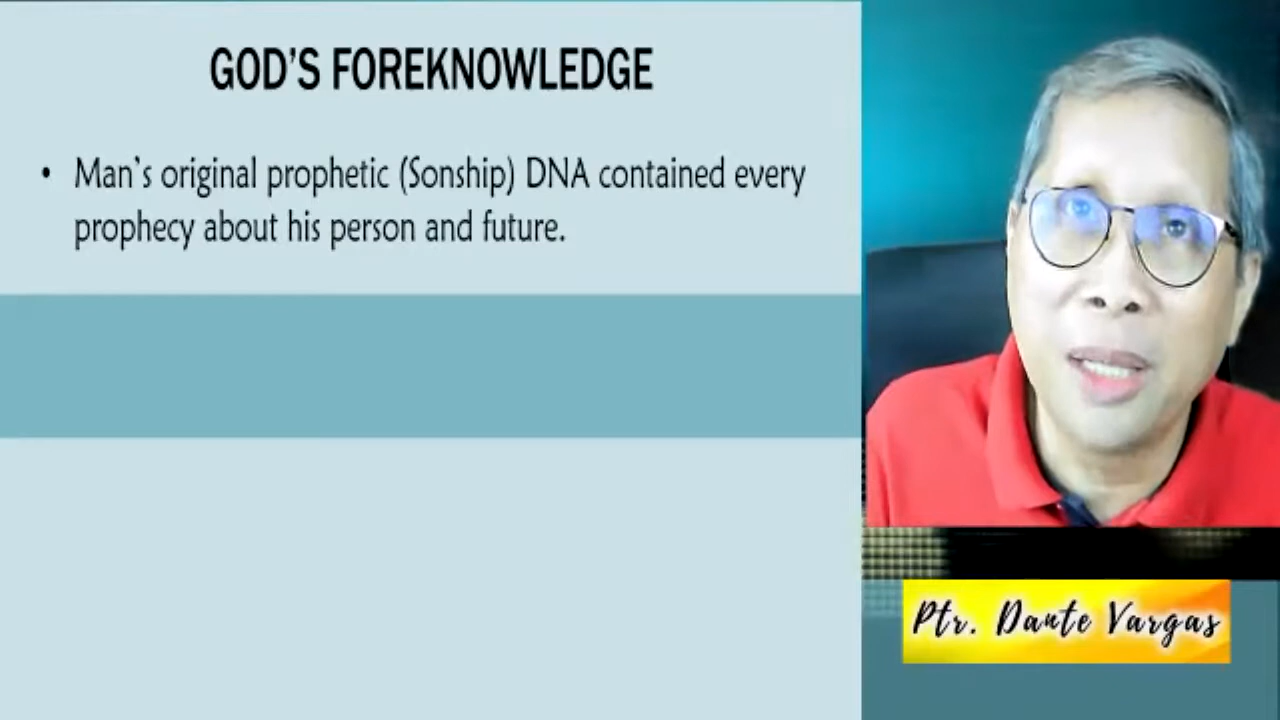 GOD'S FOREKNOWLEDGE
• Man`s original prophetic (Sonship) DNA contained every
prophecy about his person and future.
Ptr. Dante Vargas